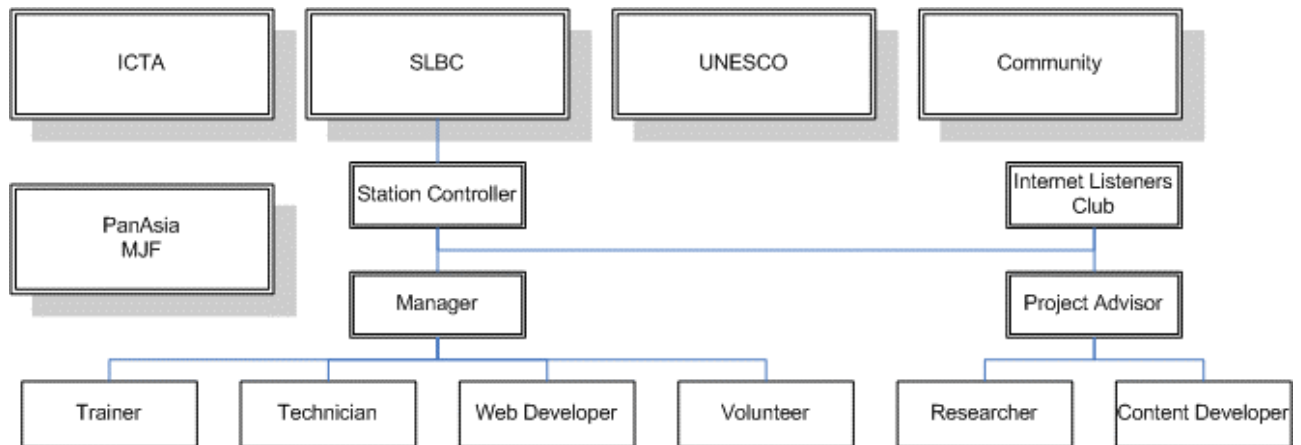 ICTA
SLBC
UNESCO
Community
Station Controller
Internet Listeners
Club
PanAsia
MJF
Manager
Project Advisor
Trainer
Technician
Web Developer
Volunteer
Researcher
Content Developer